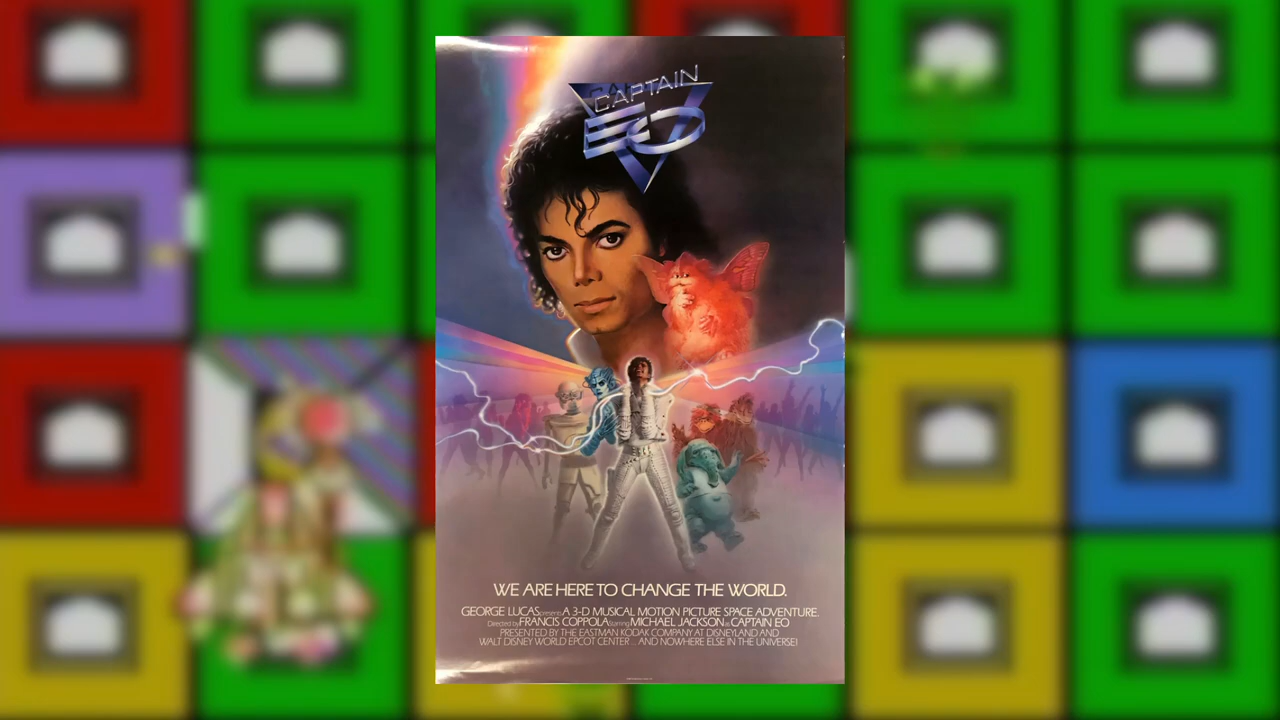 CAPTAIN
EO
WE ARE HERE TO CHANGE THE WORLD.
GEORGE LUCAS presents A 3-D MUSICAL MOTION PICTURE SPACE ADVENTURE.
Directed by FRANCIS COPPOLA Starring MICHAEL JACKSON as CAPTAIN EO
PRESENTED BY THE EASTMAN KODAK COMPANY AT DISNEYLAND AND
WALT DISNEY WORLD EPCOT CENTER...AND NOWHERE ELSE IN THE UNIVERSE!